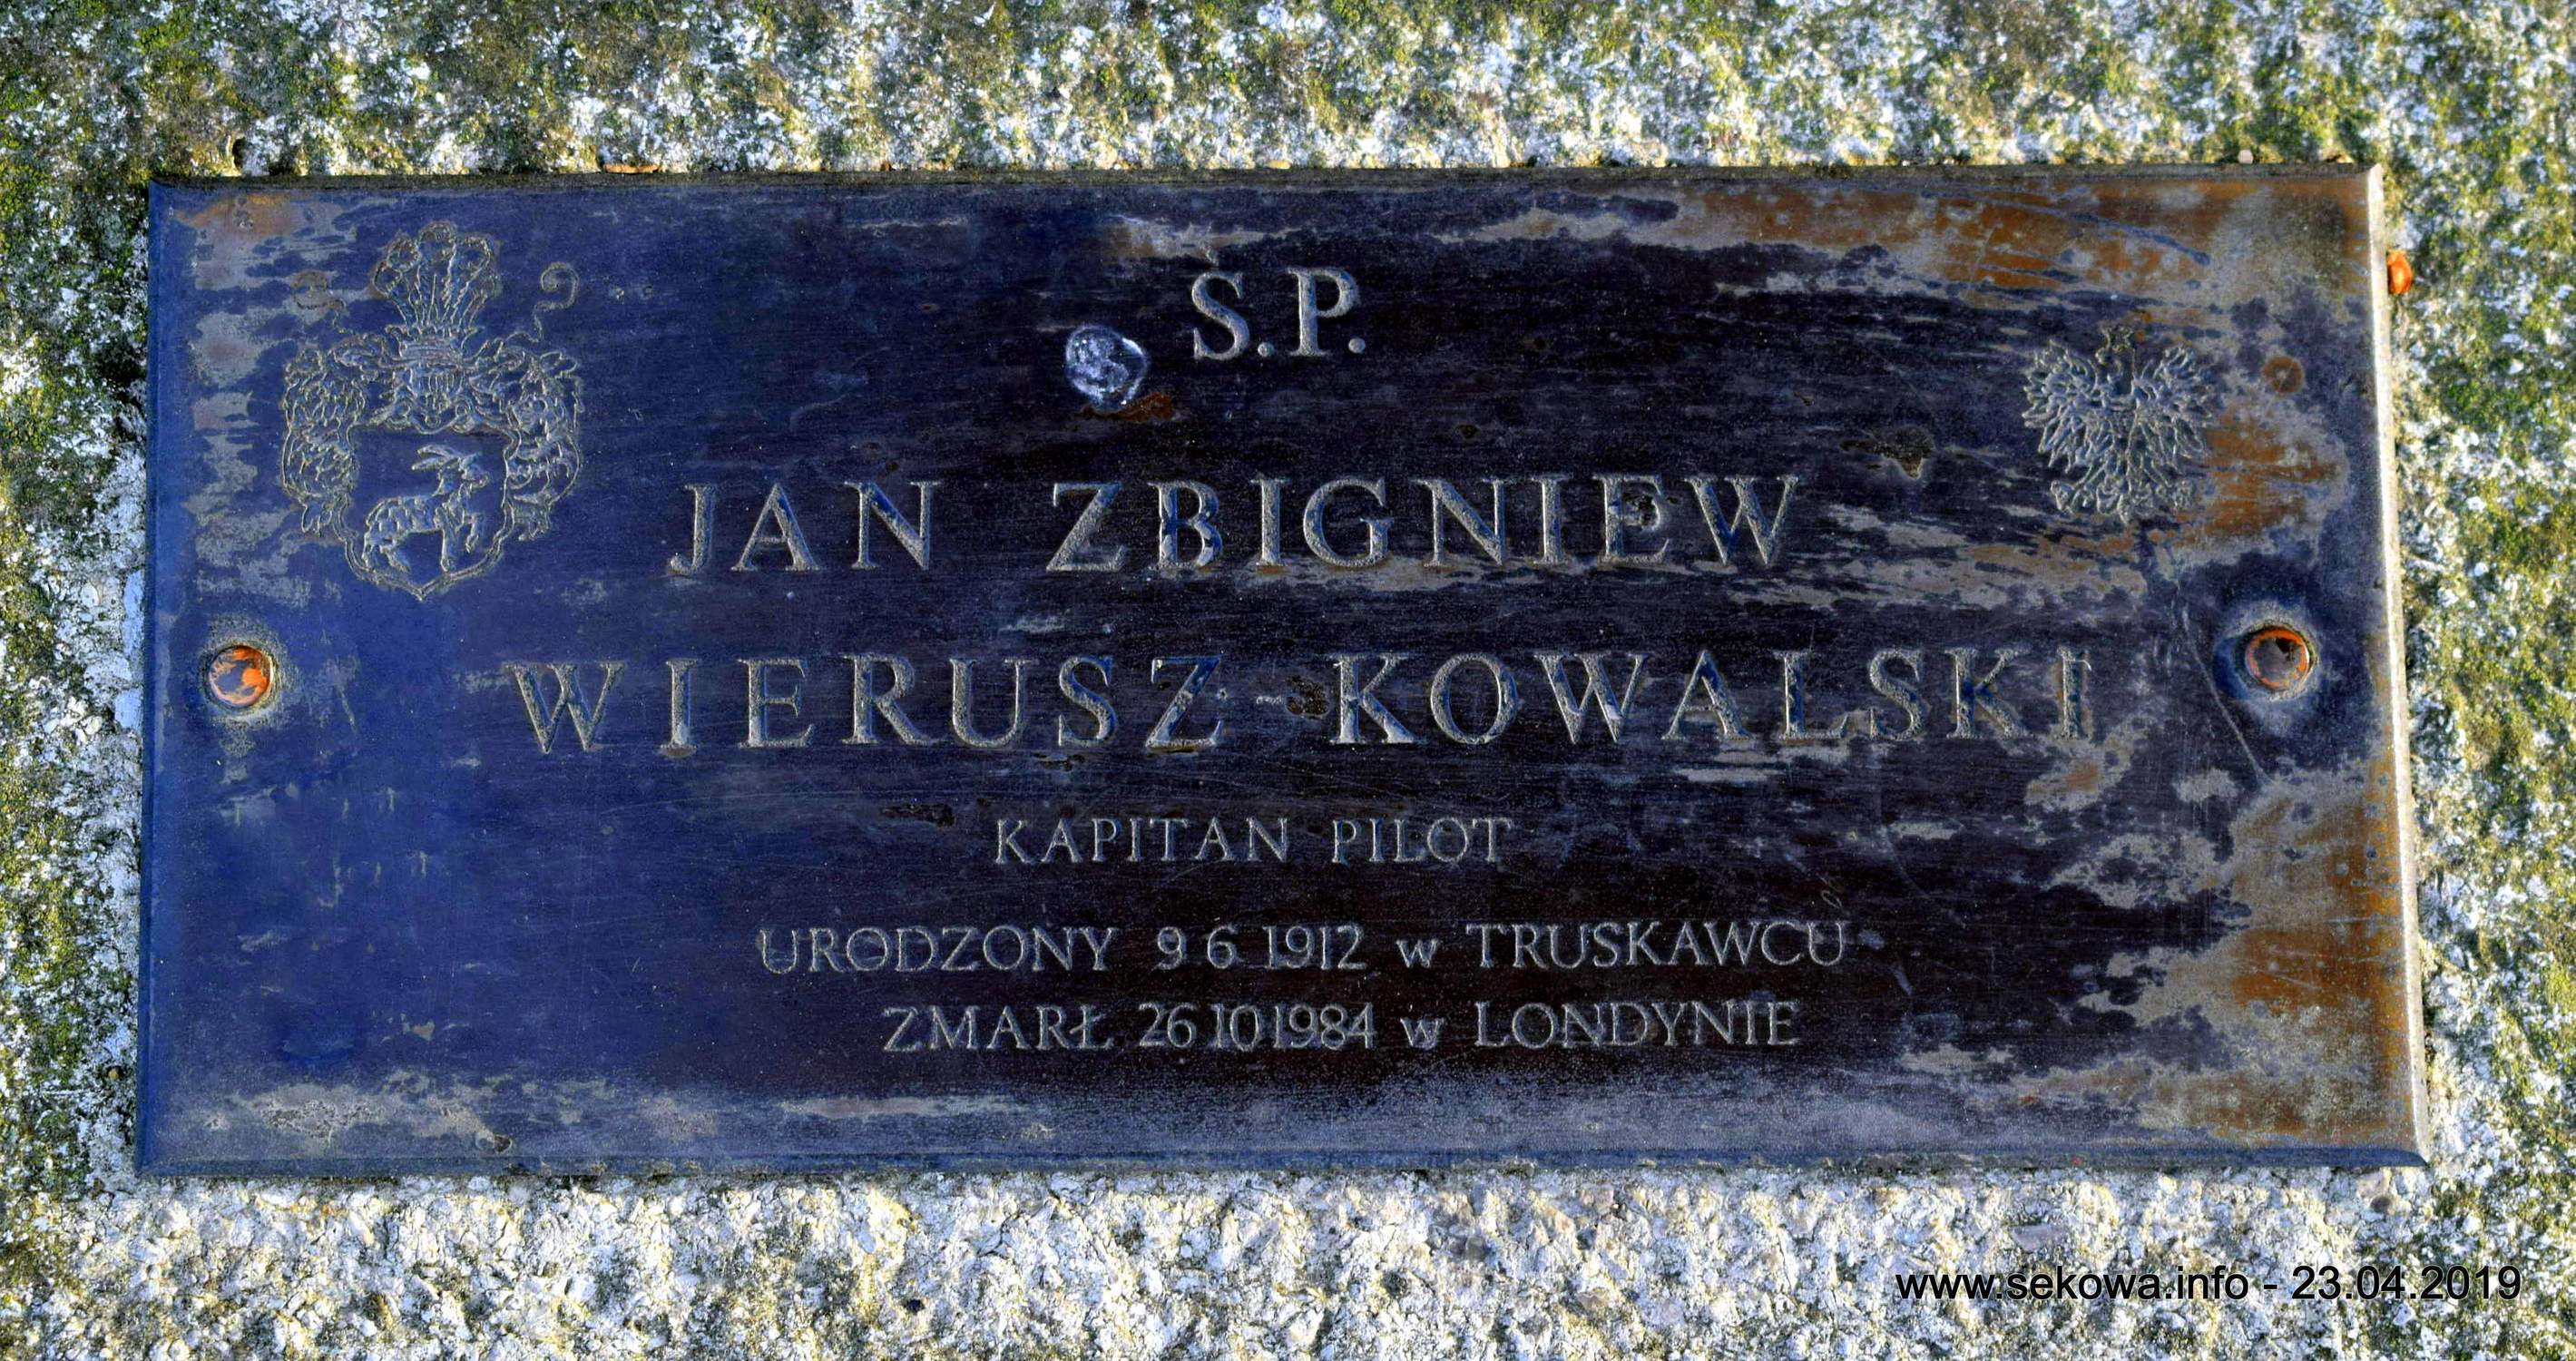 Ś.P.
JAN ZBIGNIEW
WIERUSZ-KOWALSKI
KAPITAN PILOT
URODZONY 9 6 1912 w TRUSKAWCU
ZMARŁ 26 10 1984 w LONDYNIE
www.sekowa.info - 23.04.2019